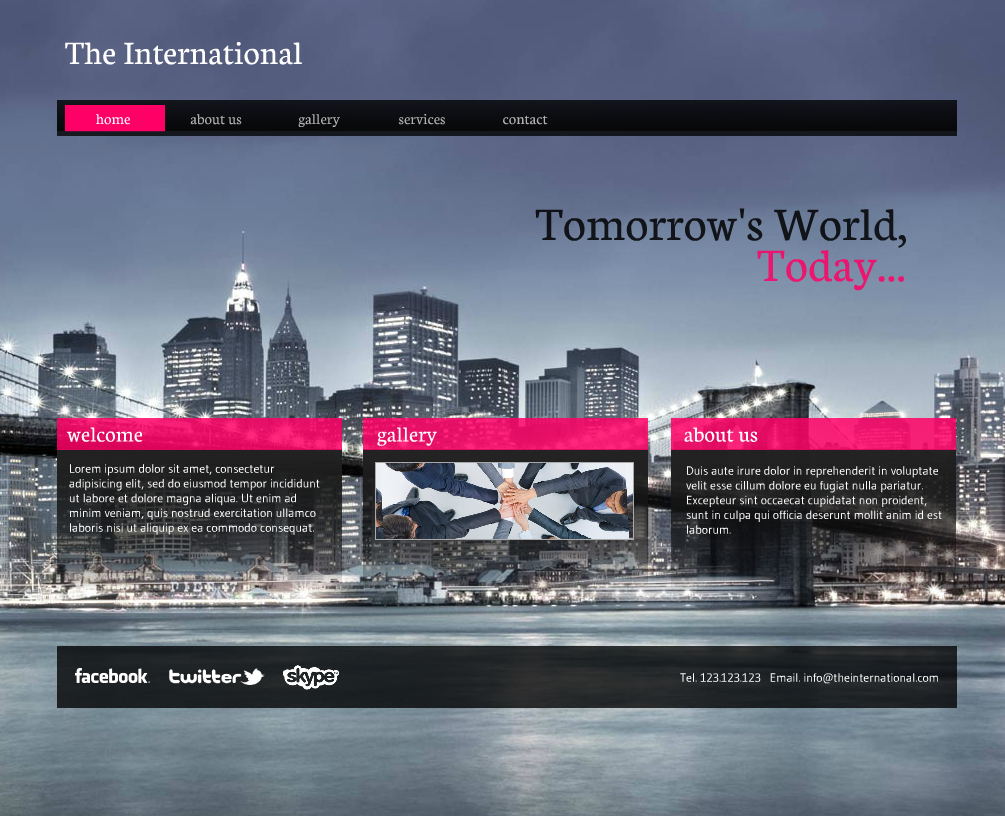 The International
home about us gallery services contact
Tomorrow's World,
Today...
welcome
Lorem ipsum dolor sit amet, consectetur
adipisicing elit, sed do eiusmod tempor incididunt
ut labore et dolore magna aliqua. Ut enim ad
minim veniam, quis nostrud exercitation ullamco
laboris nisi ut aliquip ex ea commodo consequat.
gallery
about us
Duis aute irure dolor in reprehenderit in voluptate
velit esse cillum dolore eu fugiat nulla pariatur.
Excepteur sint occaecat cupidatat non proident,
sunt in culpa qui officia deserunt mollit anim id est
laborum.
facebook. twitter skype
Tel. 123.123.123 Email. info@theinternational.com